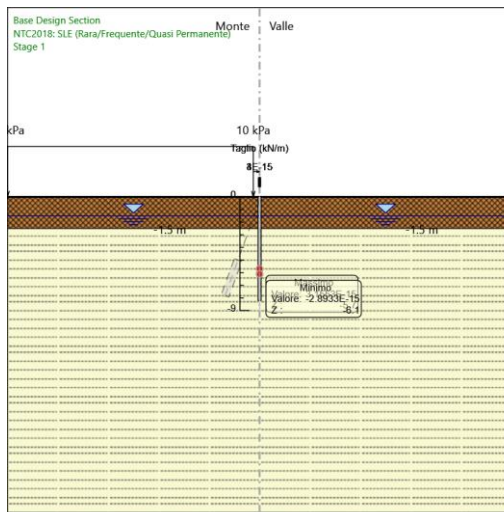 Base Design Section
NTC2018: SLE (Rara/Frequente/Quasi Permanente)
Stage 1
Monte
Valle
kPa
10 kPa
Taglio (kN/m)
0
-1.5 m
-1.5 m
Minimo
Valore: -2.8933E-15
Z : -6.1
-9